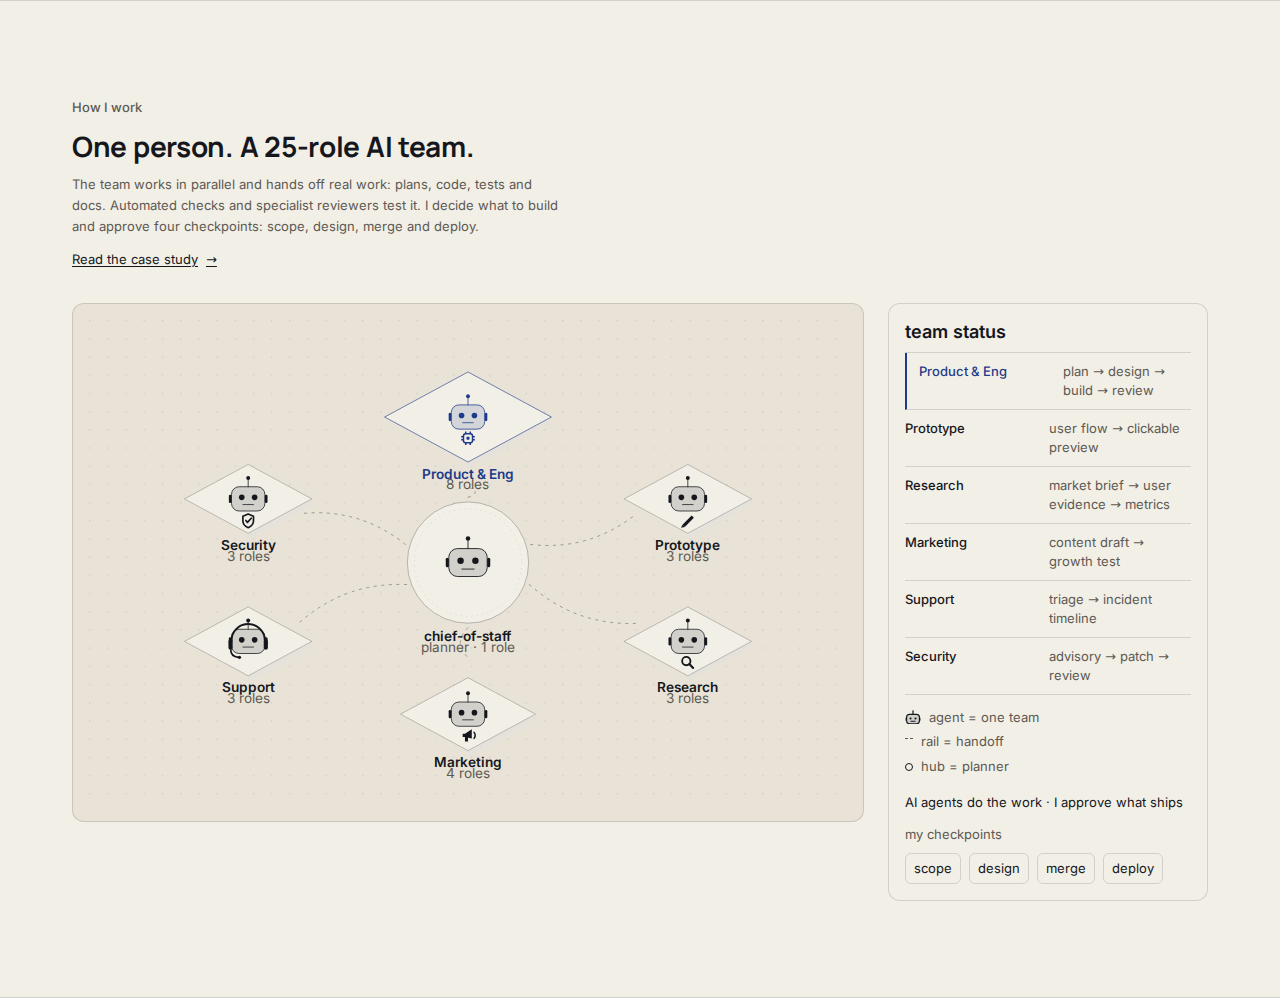 How I work
One person. A 25-role AI team.
The team works in parallel and hands off real work: plans, code, tests and
docs. Automated checks and specialist reviewers test it. I decide what to build
and approve four checkpoints: scope, design, merge and deploy.
Read the case study →
Product & Eng
8 roles
Security
3 roles
Prototype
3 roles
chief-of-staff
planner · 1 role
Support
3 roles
Research
3 roles
Marketing
4 roles
team status
Product & Eng
plan → design →
build → review
Prototype
user flow → clickable
preview
Research
market brief → user
evidence → metrics
Marketing
content draft →
growth test
Support
triage → incident
timeline
Security
advisory → patch →
review
agent = one team
rail = handoff
hub = planner
AI agents do the work · I approve what ships
my checkpoints
scope
design
merge
deploy